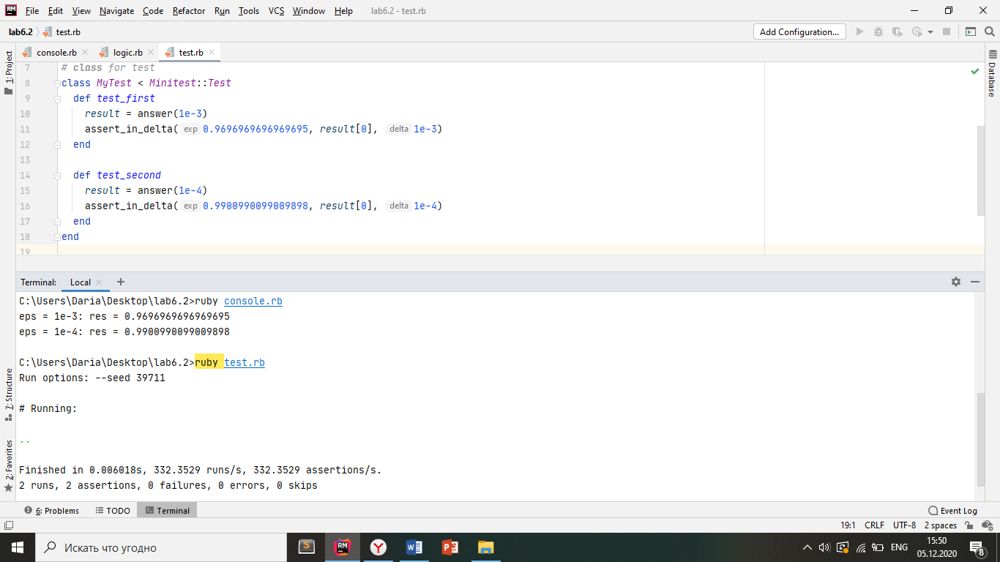 RM File Edit View Navigate Code Refactor Run Tools VCS Window Help lab6.2 - test.rb
lab6.2 test.rb Add Configuration...
1: Project
console.rb logic.rb test.rb
7 # class for test
8 class MyTest < Minitest::Test
9 def test_first
10 result = answer(1e-3)
11 assert_in_delta( exp 0.9696969696969695, result[0], delta 1e-3)
12 end
13
14 def test_second
15 result = answer(1e-4)
16 assert_in_delta( exp 0.9900990099009898, result[0], delta 1e-4)
17 end
18 end
19
Database
Terminal: Local +
C:\Users\Daria\Desktop\lab6.2>ruby console.rb
eps = 1e-3: res = 0.9696969696969695
eps = 1e-4: res = 0.9900990099009898
C:\Users\Daria\Desktop\lab6.2>ruby test.rb
Run options: --seed 39711
# Running:
..
Finished in 0.006018s, 332.3529 runs/s, 332.3529 assertions/s.
2 runs, 2 assertions, 0 failures, 0 errors, 0 skips
7: Structure
2: Favorites
6: Problems TODO Terminal Event Log
19:1 CRLF UTF-8 2 spaces
Искать что угодно S RM Y W P ENG 15:50
05.12.2020 8